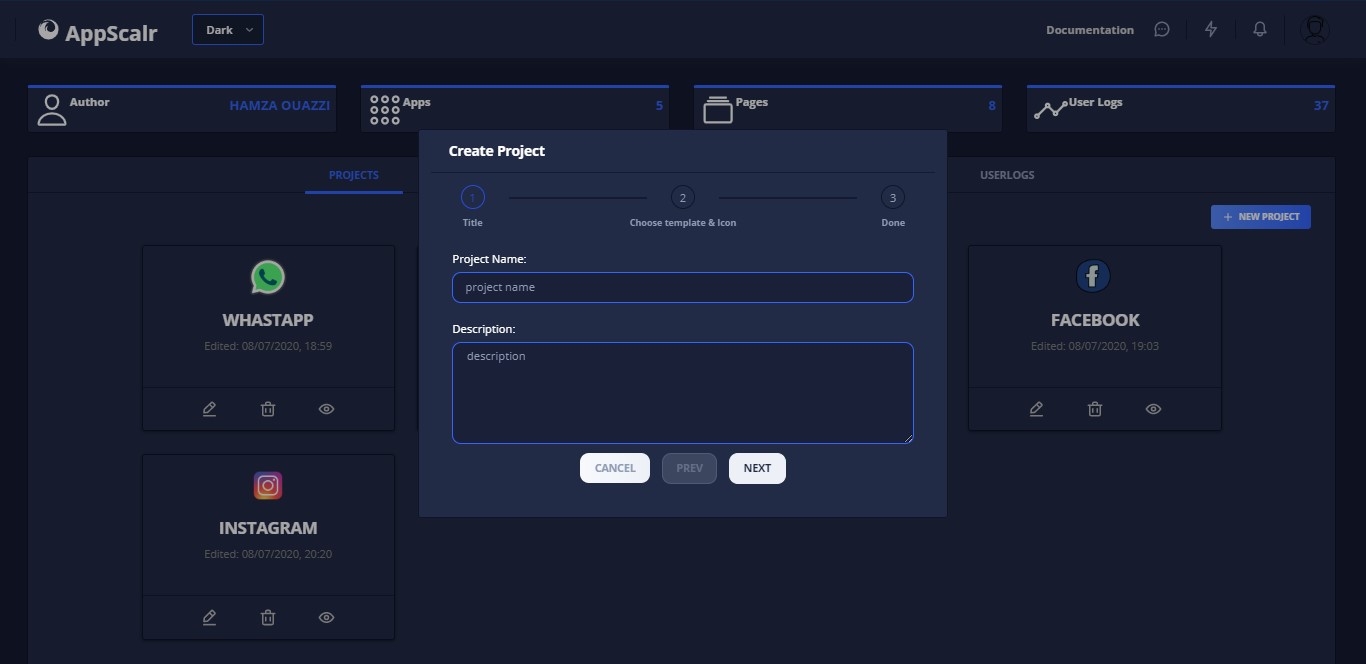 AppScalr
Dark
Documentation
Author
HAMZA OUAZZI
Apps
5
Pages
8
User Logs
37
PROJECTS
USERLOGS
+ NEW PROJECT
Create Project
1
2
3
Title
Choose template & Icon
Done
Project Name:
project name
Description:
description
CANCEL
PREV
NEXT
WHASTAPP
Edited: 08/07/2020, 18:59
FACEBOOK
Edited: 08/07/2020, 19:03
INSTAGRAM
Edited: 08/07/2020, 20:20